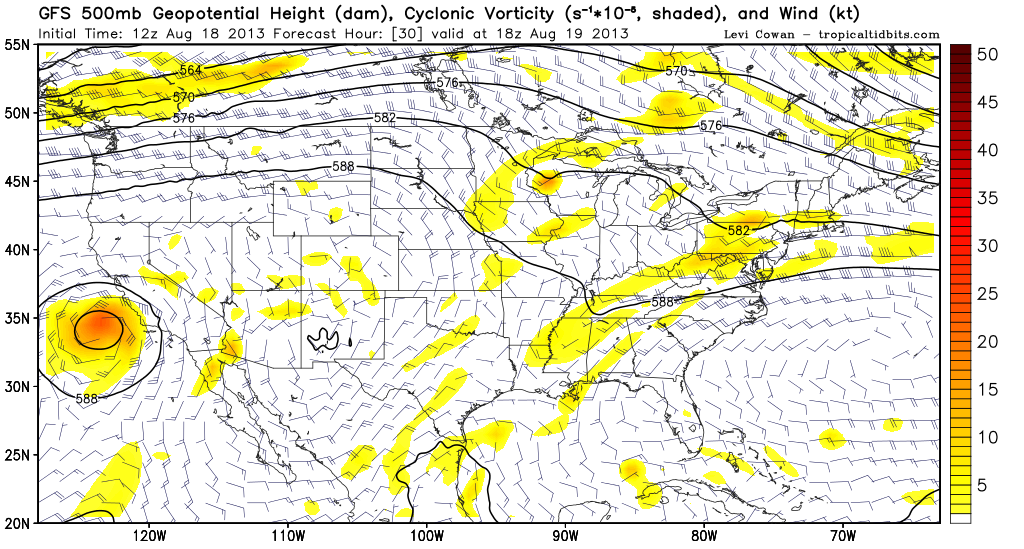 GFS 500mb Geopotential Height (dam), Cyclonic Vorticity (s⁻¹*10⁻⁵, shaded), and Wind (kt)
Initial Time: 12z Aug 18 2013 Forecast Hour: [30] valid at 18z Aug 19 2013 Levi Cowan – tropicaltidbits.com
55N
50N
45N
40N
35N
30N
25N
20N
120W 110W 100W 90W 80W 70W
564
570
576
582
588
576
570
576
582
588
588
50
45
40
35
30
25
20
15
10
5